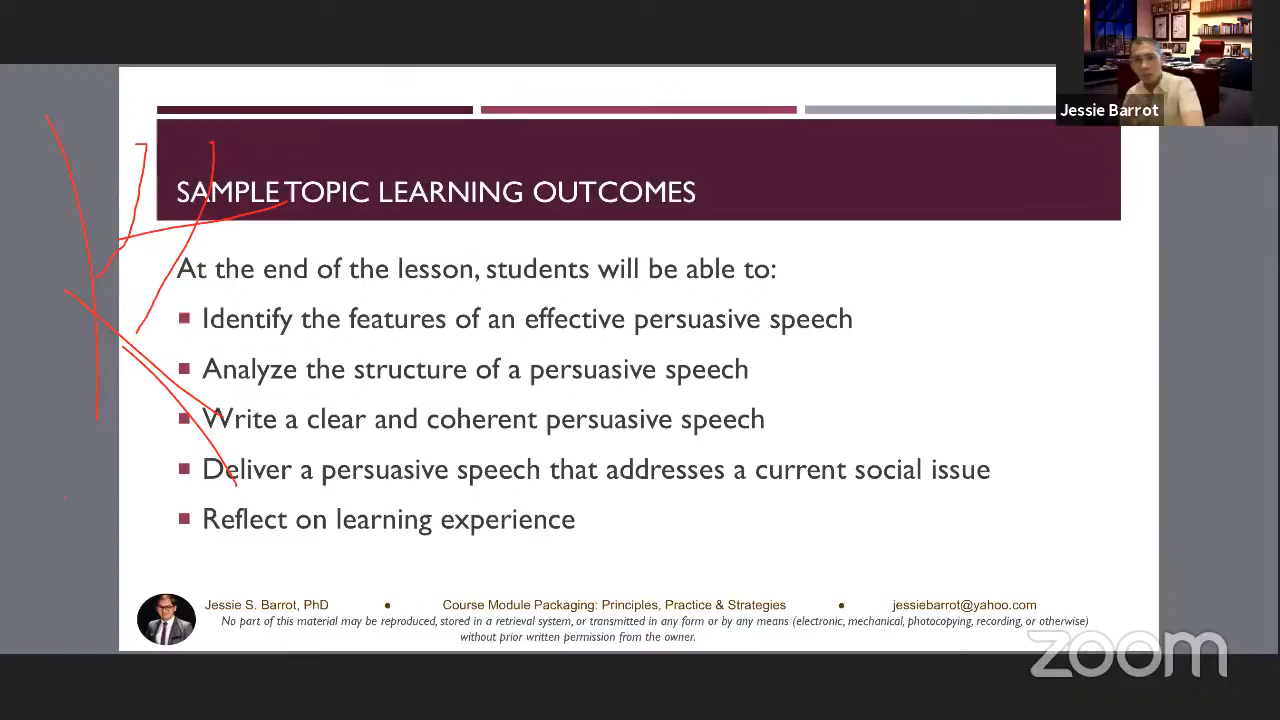 Jessie Barrot
SAMPLE TOPIC LEARNING OUTCOMES
At the end of the lesson, students will be able to:
Identify the features of an effective persuasive speech
Analyze the structure of a persuasive speech
Write a clear and coherent persuasive speech
Deliver a persuasive speech that addresses a current social issue
Reflect on learning experience
Jessie S. Barrot, PhD ● Course Module Packaging: Principles, Practice & Strategies ● jessiebarrot@yahoo.com
No part of this material may be reproduced, stored in a retrieval system, or transmitted in any form or by any means (electronic, mechanical, photocopying, recording, or otherwise)
without prior written permission from the owner.
zoom